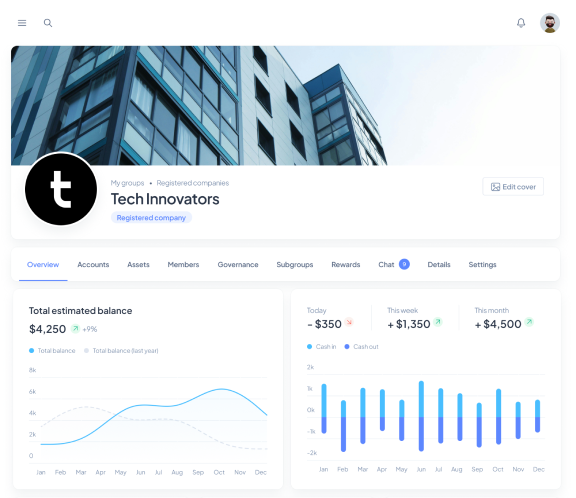 t
My groups • Registered companies
Tech Innovators
Registered company
Edit cover
Overview Accounts Assets Members Governance Subgroups Rewards Chat 9 Details Settings
Total estimated balance
$4,250 +9%
Total balance Total balance (last year)
8k
6k
4k
2k
0
Jan Feb Mar Apr May Jun Jul Aug Sep Oct Nov Dec
Today This week This month
- $350 + $1,350 + $4,500
Cash in Cash out
2k
1k
0k
-1k
-2k
Jan Feb Mar Apr May Jun Jun Aug Sep Oct Nov Dec